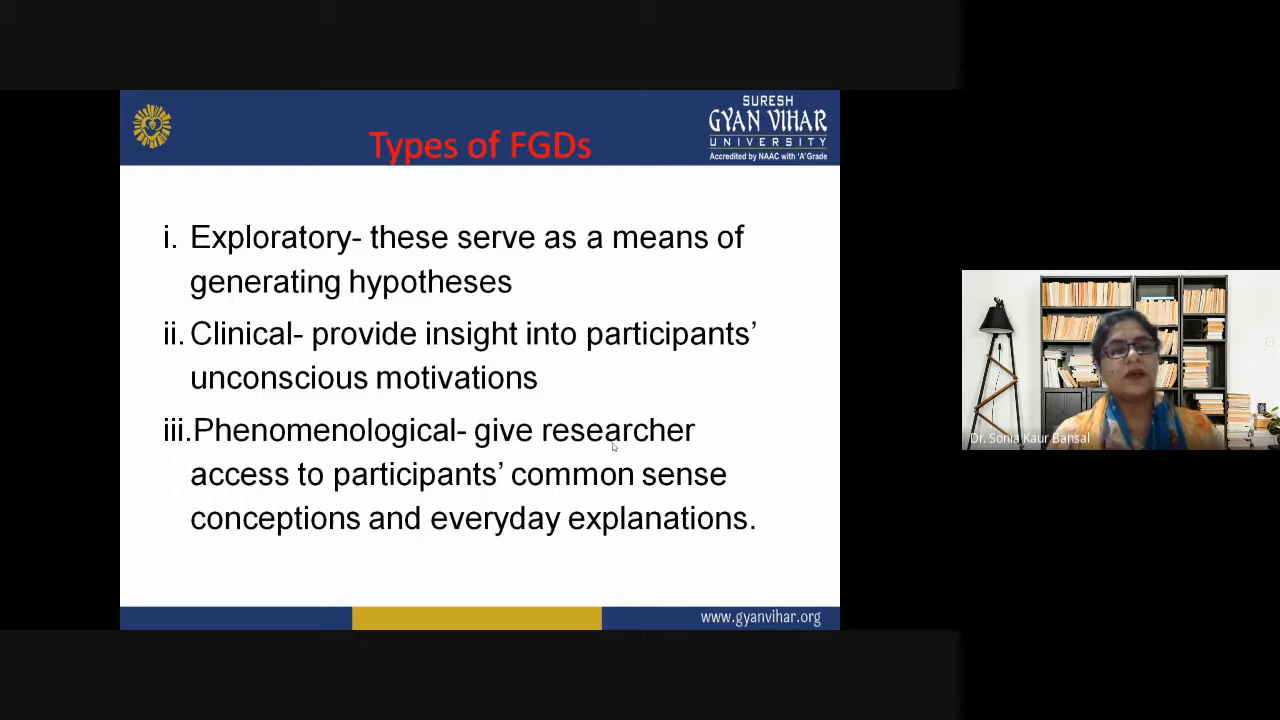 SURESH
GYAN VIHAR
UNIVERSITY
Accredited by NAAC with 'A' Grade
Types of FGDs
i. Exploratory- these serve as a means of
generating hypotheses
ii. Clinical- provide insight into participants’
unconscious motivations
iii.Phenomenological- give researcher
access to participants’ common sense
conceptions and everyday explanations.
www.gyanvihar.org
Dr. Sonia Kaur Bansal